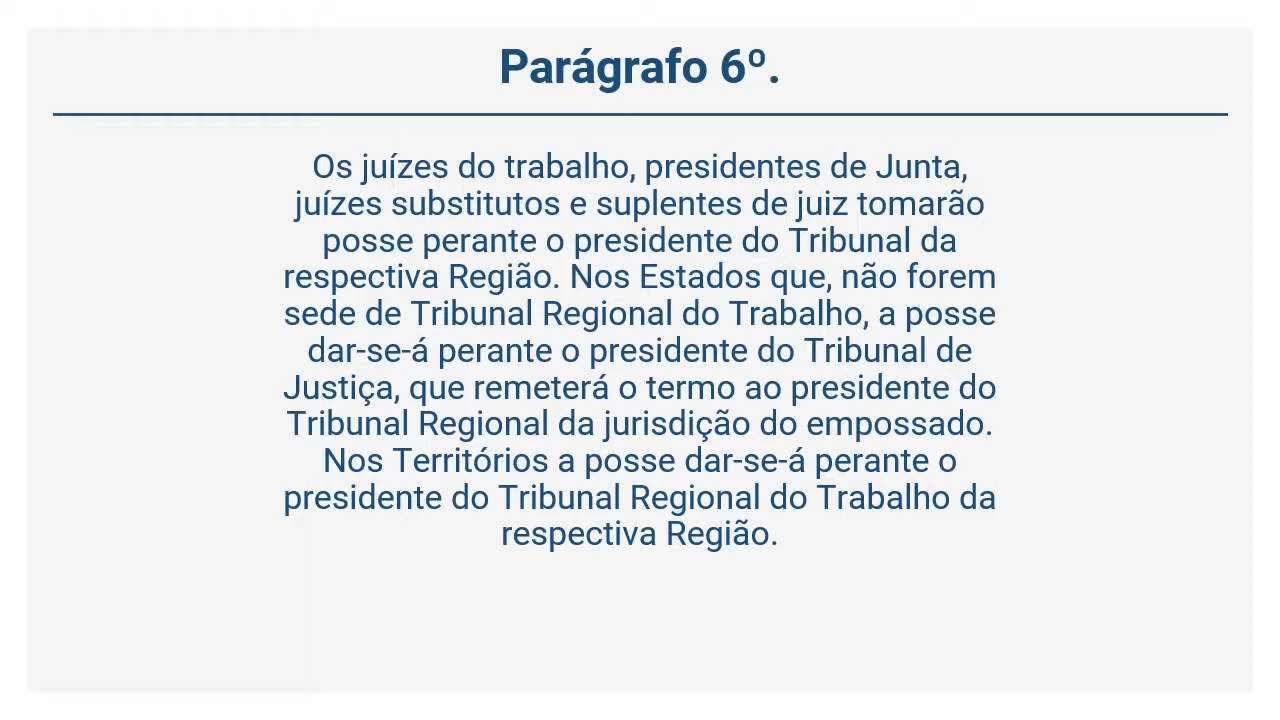 Parágrafo 6º.
Os juízes do trabalho, presidentes de Junta,
juízes substitutos e suplentes de juiz tomarão
posse perante o presidente do Tribunal da
respectiva Região. Nos Estados que, não forem
sede de Tribunal Regional do Trabalho, a posse
dar-se-á perante o presidente do Tribunal de
Justiça, que remeterá o termo ao presidente do
Tribunal Regional da jurisdição do empossado.
Nos Territórios a posse dar-se-á perante o
presidente do Tribunal Regional do Trabalho da
respectiva Região.